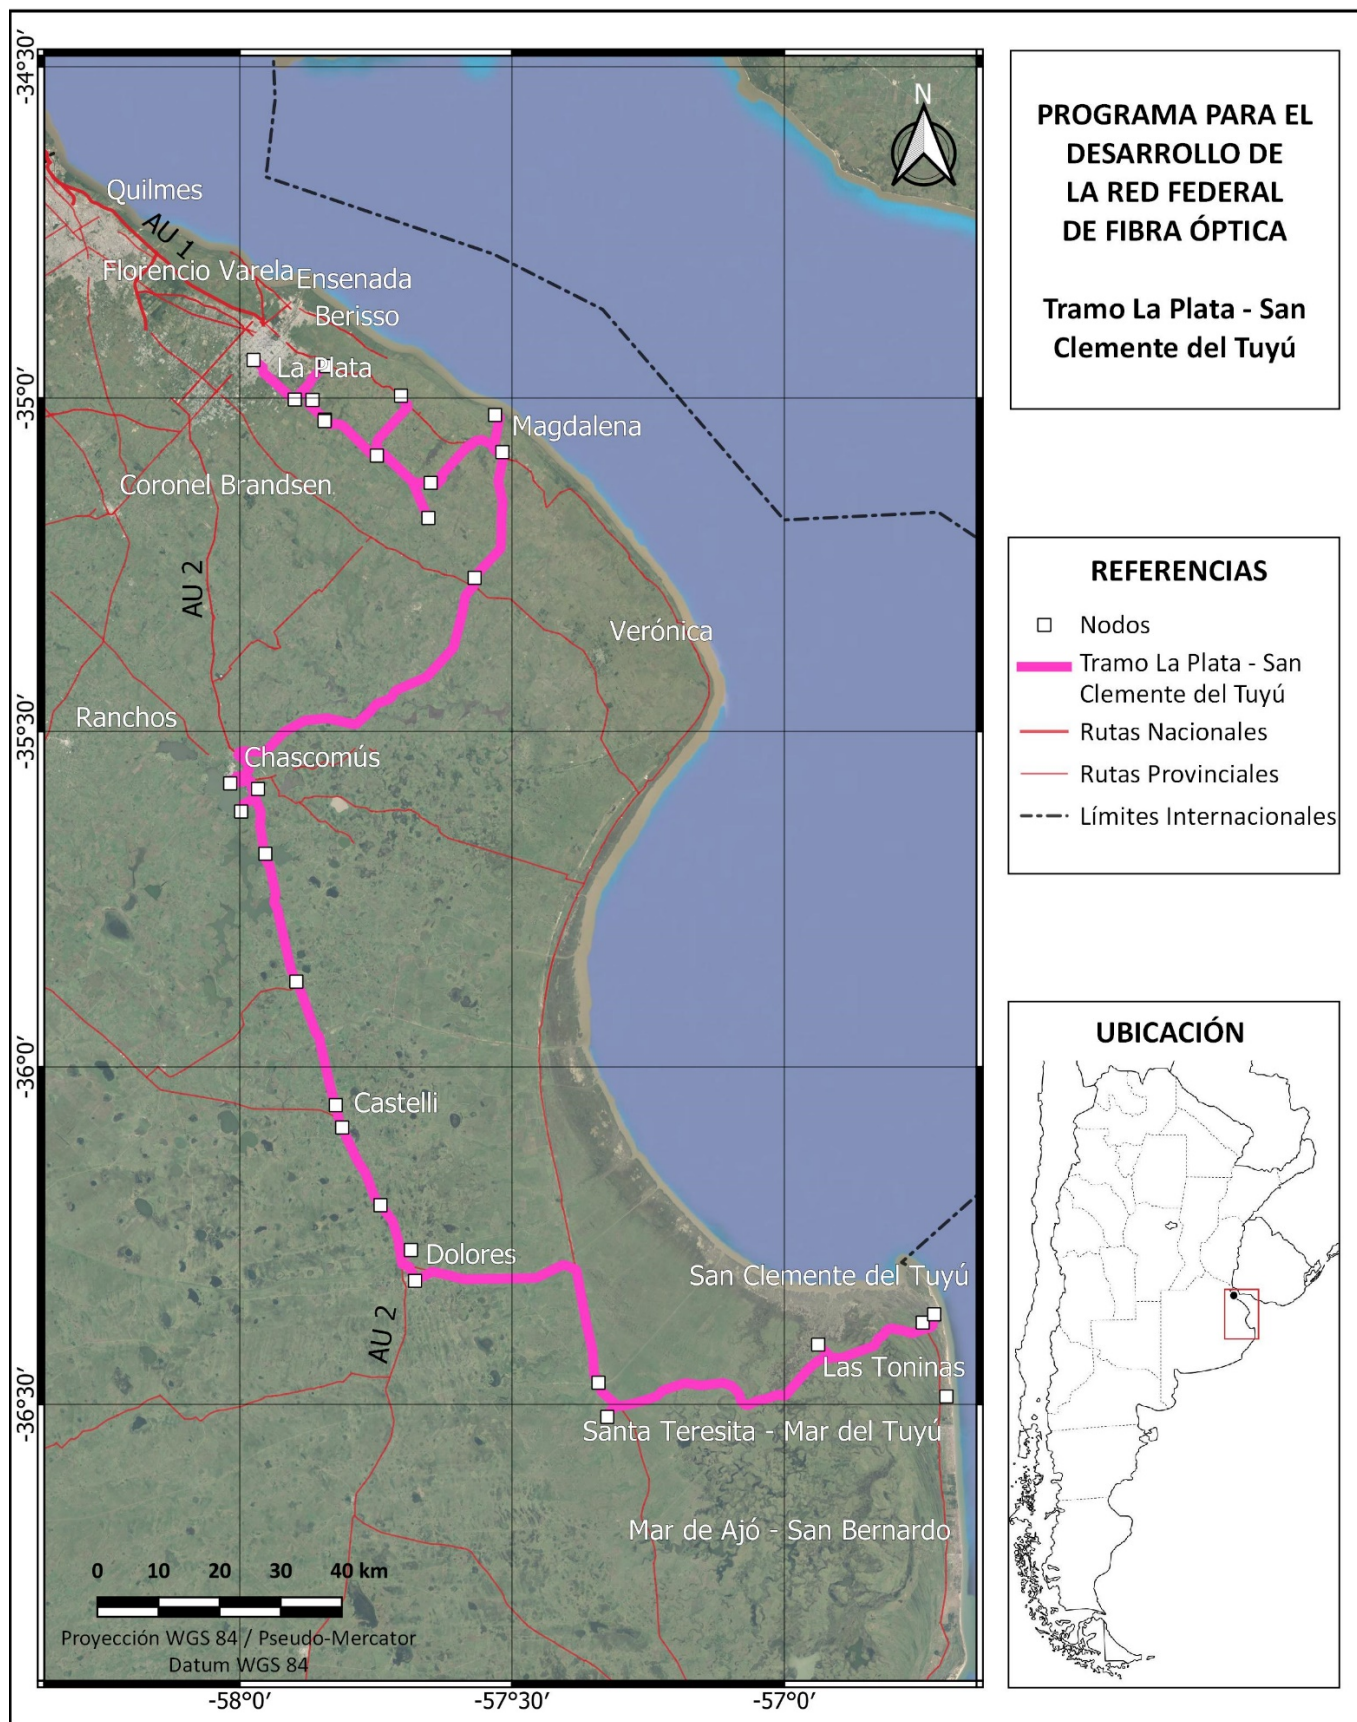 -34°30′
-35°0′
-35°30′
-36°0′
-36°30′
-58°0′
-57°30′
-57°0′
N
Quilmes
AU 1
Florencio Varela
Ensenada
Berisso
La Plata
Magdalena
Coronel Brandsen
AU 2
Verónica
Ranchos
Chascomús
Castelli
Dolores
San Clemente del Tuyú
AU 2
Las Toninas
Santa Teresita - Mar del Tuyú
Mar de Ajó - San Bernardo
0 10 20 30 40 km
Proyección WGS 84 / Pseudo-Mercator
Datum WGS 84
PROGRAMA PARA EL
DESARROLLO DE
LA RED FEDERAL
DE FIBRA ÓPTICA
Tramo La Plata - San
Clemente del Tuyú
REFERENCIAS
Nodos
Tramo La Plata - San
Clemente del Tuyú
Rutas Nacionales
Rutas Provinciales
Límites Internacionales
UBICACIÓN